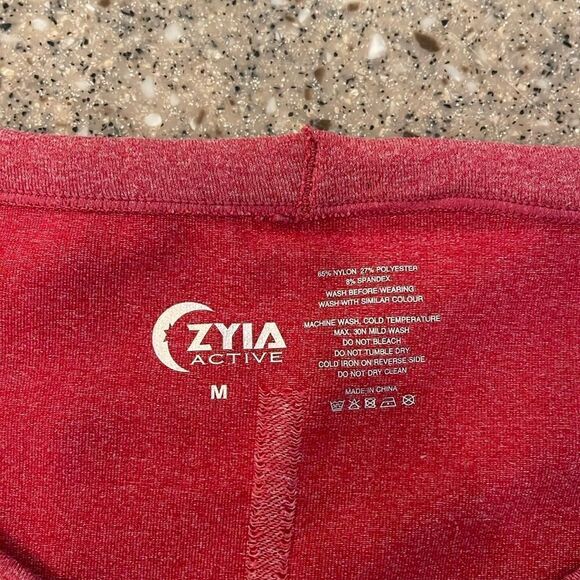 ZYIA
ACTIVE
M
65% NYLON 27% POLYESTER
8% SPANDEX.
WASH BEFORE WEARING
WASH WITH SIMILAR COLOUR
MACHINE WASH, COLD TEMPERATURE
MAX. 30N MILD WASH
DO NOT BLEACH
DO NOT TUMBLE DRY
COLD IRON ON REVERSE SIDE
DO NOT DRY CLEAN
MADE IN CHINA